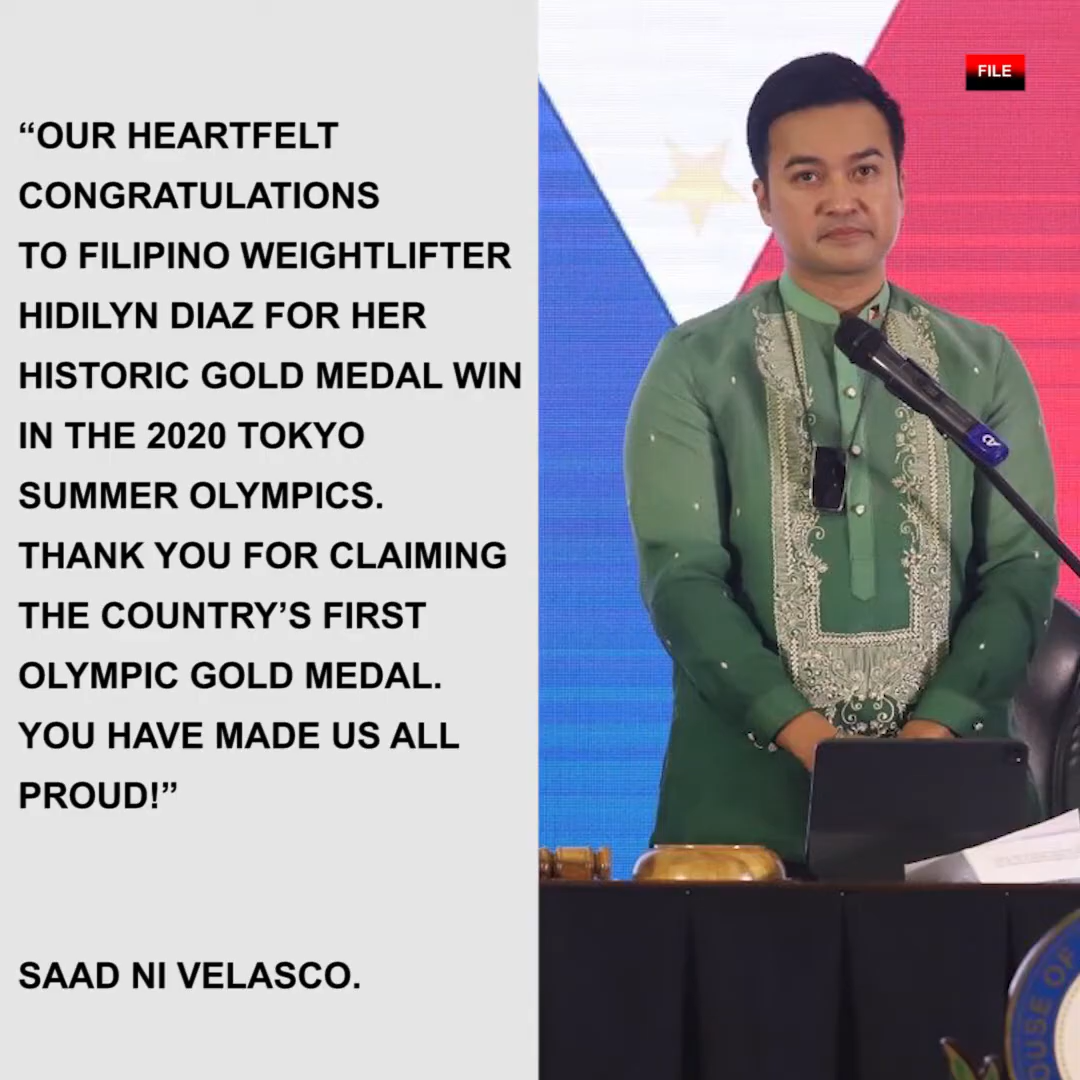 “OUR HEARTFELT
CONGRATULATIONS
TO FILIPINO WEIGHTLIFTER
HIDILYN DIAZ FOR HER
HISTORIC GOLD MEDAL WIN
IN THE 2020 TOKYO
SUMMER OLYMPICS.
THANK YOU FOR CLAIMING
THE COUNTRY’S FIRST
OLYMPIC GOLD MEDAL.
YOU HAVE MADE US ALL
PROUD!”
SAAD NI VELASCO.
FILE
OUSE OF